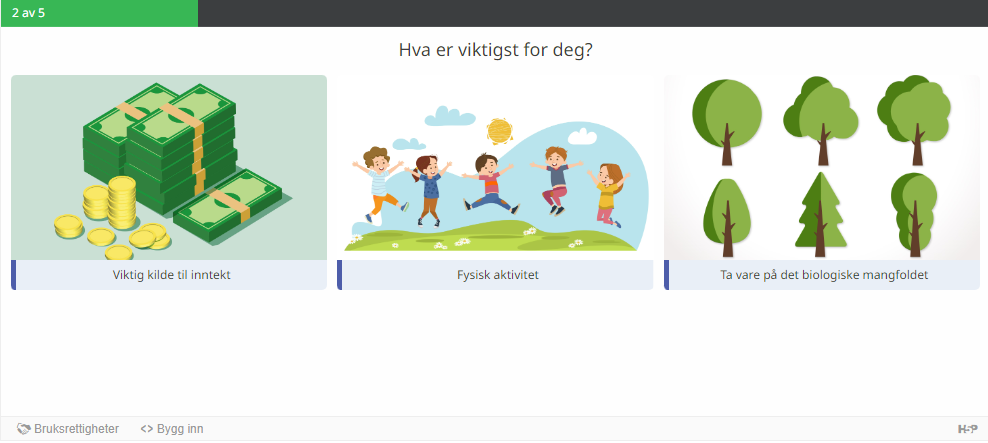 2 av 5
Hva er viktigst for deg?
Viktig kilde til inntekt
Fysisk aktivitet
Ta vare på det biologiske mangfoldet
Bruksrettigheter
<> Bygg inn
H5P